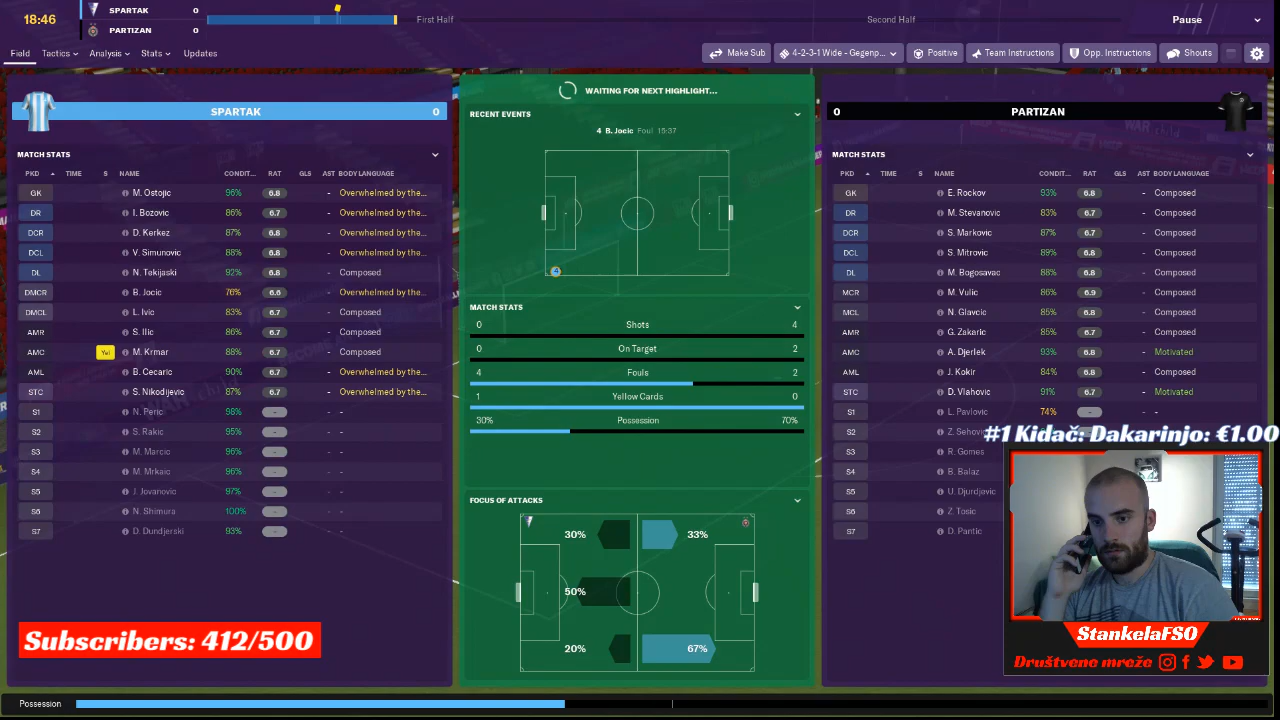 18:46
SPARTAK 0
PARTIZAN 0
First Half
Second Half
Pause
Field Tactics Analysis Stats Updates
Make Sub 4-2-3-1 Wide - Gegenp... Positive Team Instructions Opp. Instructions Shouts
SPARTAK 0
MATCH STATS
PKD TIME S NAME CONDIT... RAT GLS AST BODY LANGUAGE
GK M. Ostojic 96% 6.8 - Overwhelmed by the...
DR I. Bozovic 86% 6.7 - Overwhelmed by the...
DCR D. Kerkez 87% 6.8 - Overwhelmed by the...
DCL V. Simunovic 88% 6.8 - Overwhelmed by the...
DL N. Tekijaski 92% 6.8 - Composed
DMCR B. Jocic 76% 6.6 - Overwhelmed by the...
DMCL L. Ivic 83% 6.7 - Composed
AMR S. Ilic 86% 6.7 - Composed
AMC Yel M. Krmar 88% 6.7 - Composed
AML B. Cecaric 90% 6.7 - Overwhelmed by the...
STC S. Nikodijevic 87% 6.7 - Overwhelmed by the...
S1 N. Peric 98% - - -
S2 S. Rakic 95% - - -
S3 M. Marcic 96% - - -
S4 M. Mrkaic 96% - - -
S5 J. Jovanovic 97% - - -
S6 N. Shimura 100% - - -
S7 D. Dundjerski 93% - - -
WAITING FOR NEXT HIGHLIGHT...
RECENT EVENTS
4 B. Jocic Foul 15:37
4
MATCH STATS
0 Shots 4
0 On Target 2
4 Fouls 2
1 Yellow Cards 0
30% Possession 70%
FOCUS OF ATTACKS
30% 33%
50%
20% 67%
0 PARTIZAN
MATCH STATS
PKD TIME S NAME CONDIT... RAT GLS AST BODY LANGUAGE
GK E. Rockov 93% 6.8 - Composed
DR M. Stevanovic 83% 6.7 - Composed
DCR S. Markovic 87% 6.7 - Composed
DCL S. Mitrovic 89% 6.8 - Composed
DL M. Bogosavac 88% 6.8 - Composed
MCR M. Vulic 86% 6.9 - Composed
MCL N. Glavcic 85% 6.8 - Composed
AMR G. Zakaric 85% 6.7 - Composed
AMC A. Djerlek 93% 6.8 - Motivated
AML J. Kokir 84% 6.8 - Composed
STC D. Vlahovic 91% 6.7 - Motivated
S1 L. Pavlovic 74% - - -
S2 Z. Sehov
S3 R. Gomes
S4 B. Balaz
S5 U. Djurdjevic
S6 Z. Tosic
S7 D. Pantic
#1 Kidač: Dakarinjo: €1.00
StankelaFSO
Društvene mreže
Subscribers: 412/500
Possession